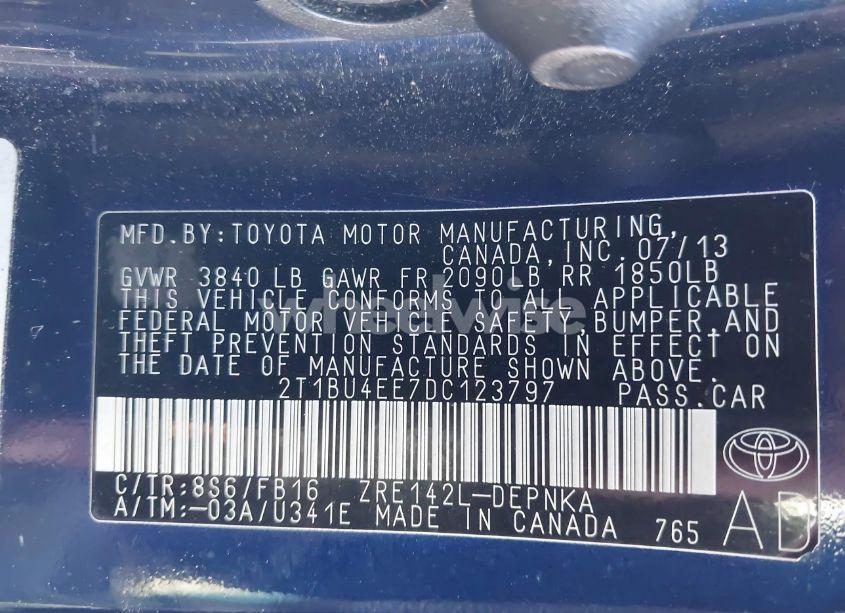 MFD.BY:TOYOTA MOTOR MANUFACTURING,
CANADA,INC. 07/13
GVWR 3840 LB GAWR FR 2090LB RR 1850LB
THIS VEHICLE CONFORMS TO ALL APPLICABLE
FEDERAL MOTOR VEHICLE SAFETY,BUMPER,AND
THEFT PREVENTION STANDARDS IN EFFECT ON
THE DATE OF MANUFACTURE SHOWN ABOVE.
2T1BU4EE7DC123797 PASS.CAR
C/TR:8S6/FB16 ZRE142L-DEPNKA
A/TM:-03A/U341E MADE IN CANADA 765
AD